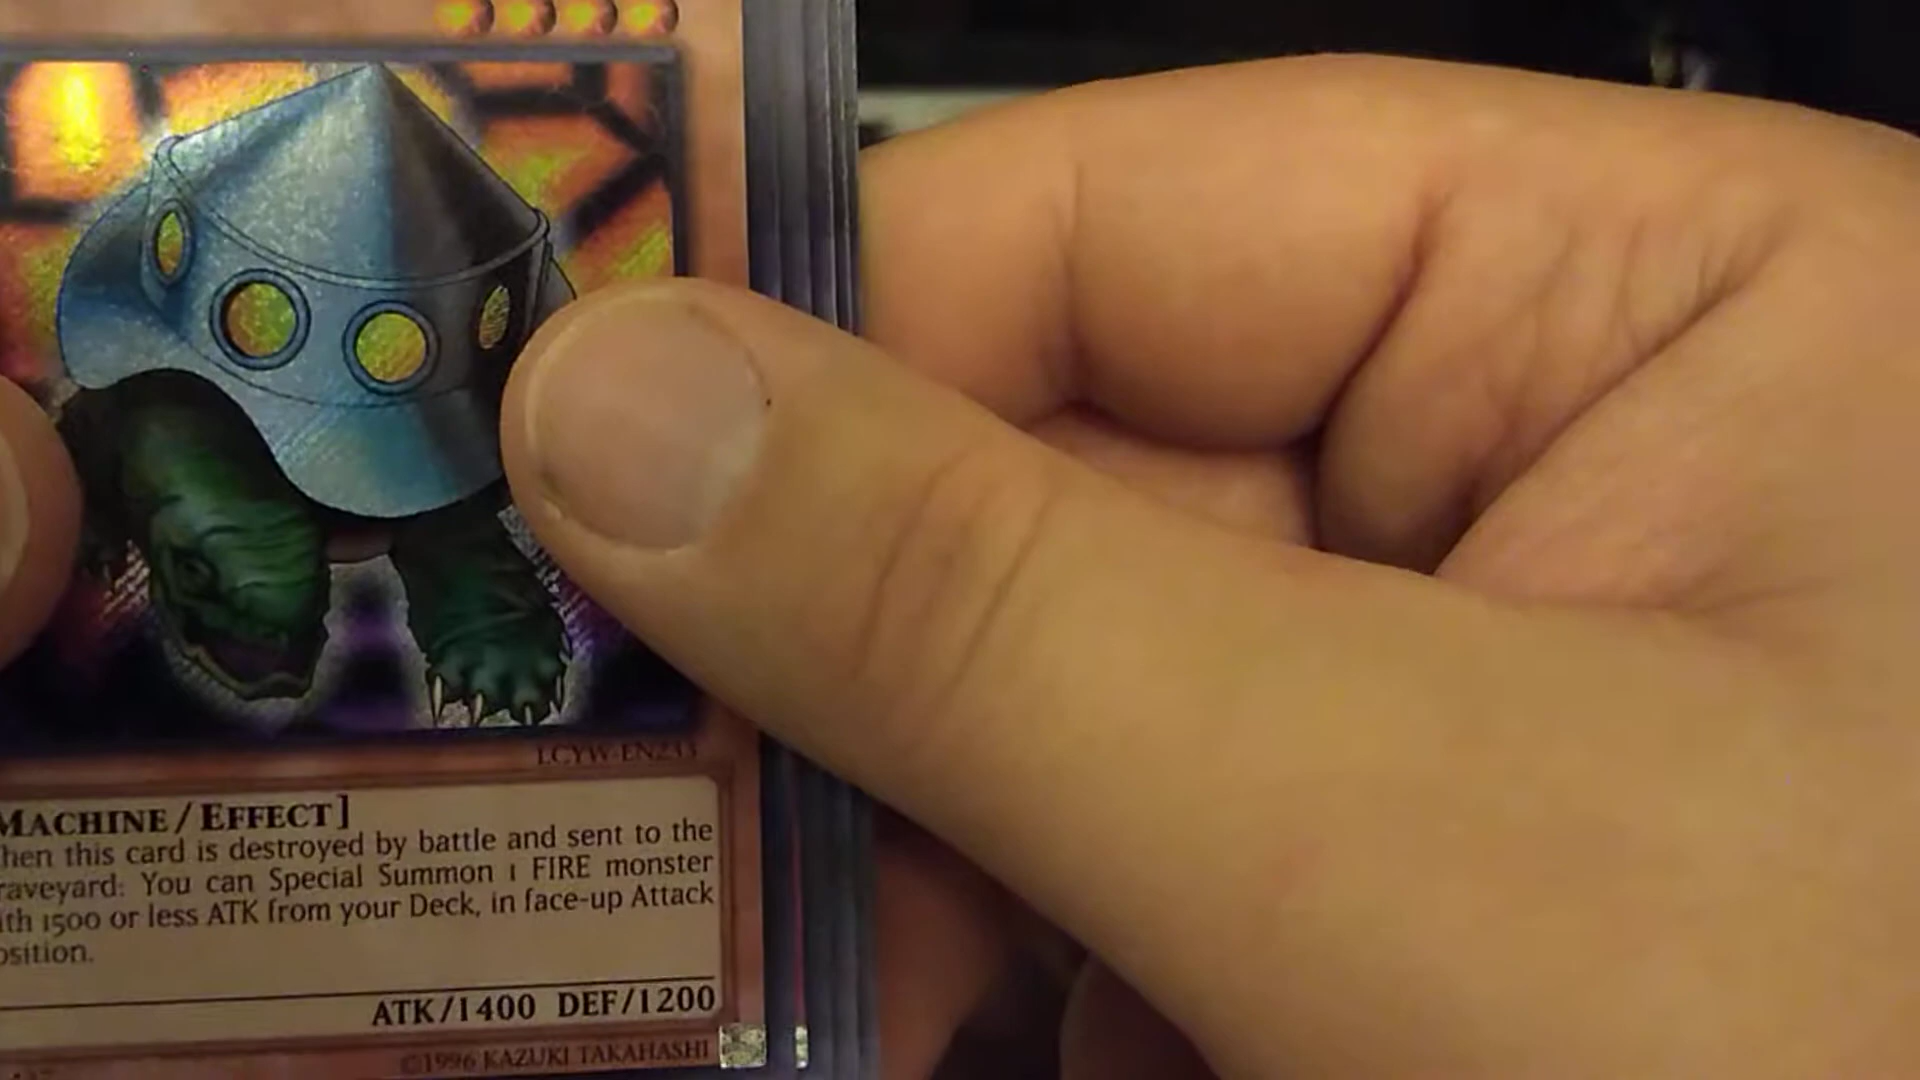 LCYW-EN233
MACHINE/EFFECT]
hen this card is destroyed by battle and sent to the
raveyard: You can Special Summon 1 FIRE monster
ith 1500 or less ATK from your Deck, in face-up Attack
osition.
ATK/1400 DEF/1200
©1996 KAZUKI TAKAHASHI